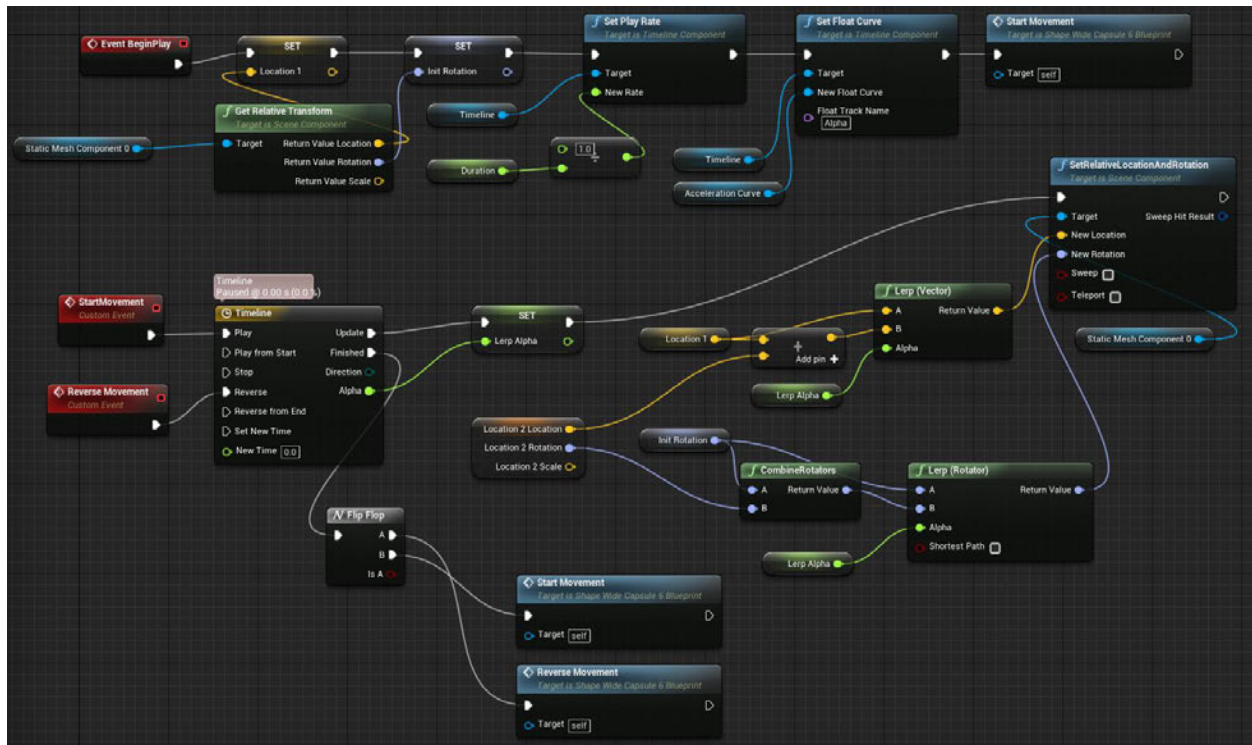 Event BeginPlay
SET
Location 1
SET
Init Rotation
Set Play Rate
Target is Timeline Component
Target
New Rate
Set Float Curve
Target is Timeline Component
Target
New Float Curve
Float Track Name
Alpha
Start Movement
Target is Shape Wide Capsule 6 Blueprint
Target self
Static Mesh Component 0
Get Relative Transform
Target is Scene Component
Target Return Value Location
Return Value Rotation
Return Value Scale
Timeline
Duration
1.0
÷
Timeline
Acceleration Curve
SetRelativeLocationAndRotation
Target is Scene Component
Target Sweep Hit Result
New Location
New Rotation
Sweep
Teleport
Static Mesh Component 0
StartMovement
Custom Event
Reverse Movement
Custom Event
Timeline
Paused @ 0.00 s (0.0 %)
Timeline
Play Update
Play from Start Finished
Stop Direction
Reverse Alpha
Reverse from End
Set New Time
New Time 0.0
SET
Lerp Alpha
Location 1
+
Add pin +
Lerp Alpha
Lerp (Vector)
A Return Value
B
Alpha
Location 2 Location
Location 2 Rotation
Location 2 Scale
Init Rotation
CombineRotators
A Return Value
B
Lerp (Rotator)
A Return Value
B
Alpha
Shortest Path
Lerp Alpha
Flip Flop
A
B
Is A
Start Movement
Target is Shape Wide Capsule 6 Blueprint
Target self
Reverse Movement
Target is Shape Wide Capsule 6 Blueprint
Target self